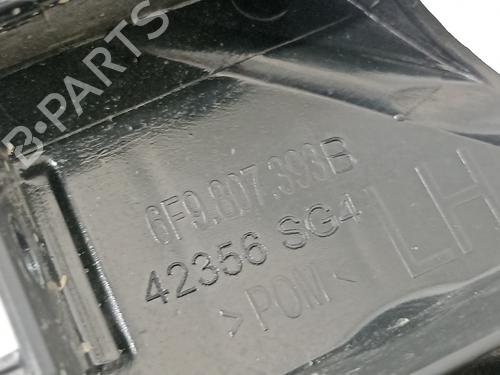 B-PARTS
6F9.807.393B
42356 SG4
>POM<
LH